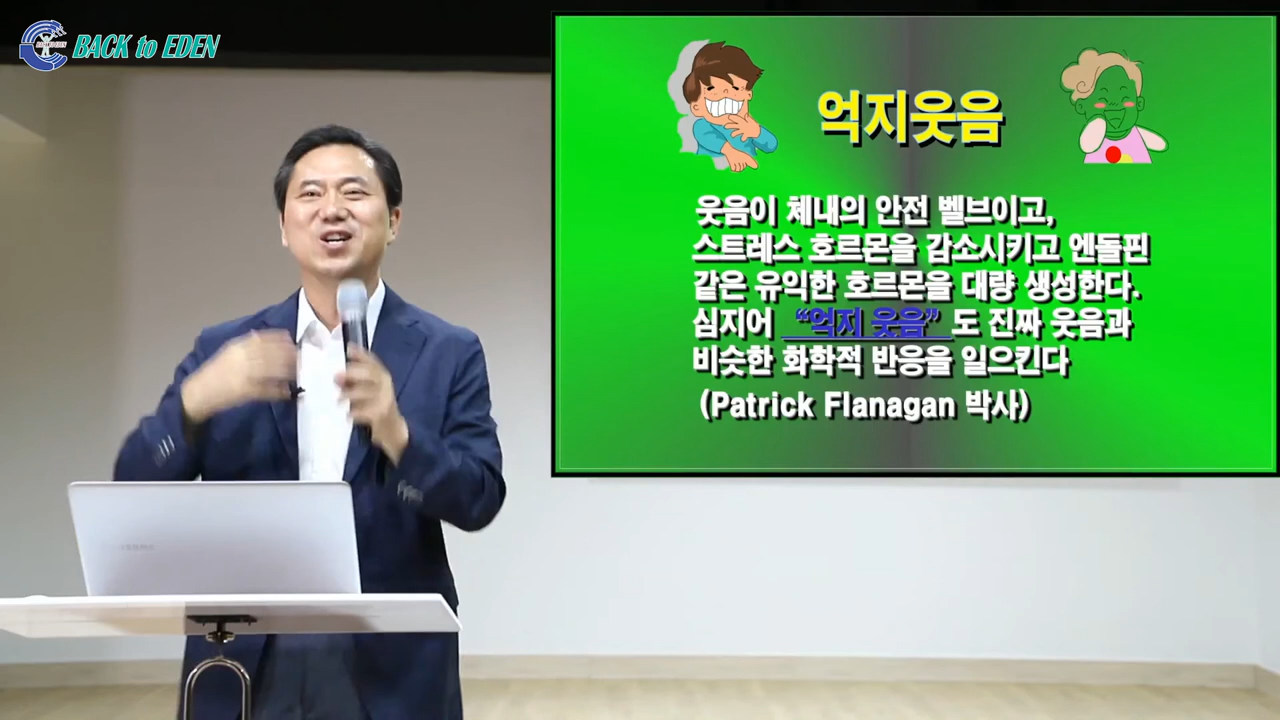 BACK to EDEN
억지웃음
웃음이 체내의 안전 벨브이고,
스트레스 호르몬을 감소시키고 엔돌핀
같은 유익한 호르몬을 대량 생성한다.
심지어 “억지 웃음” 도 진짜 웃음과
비슷한 화학적 반응을 일으킨다
(Patrick Flanagan 박사)